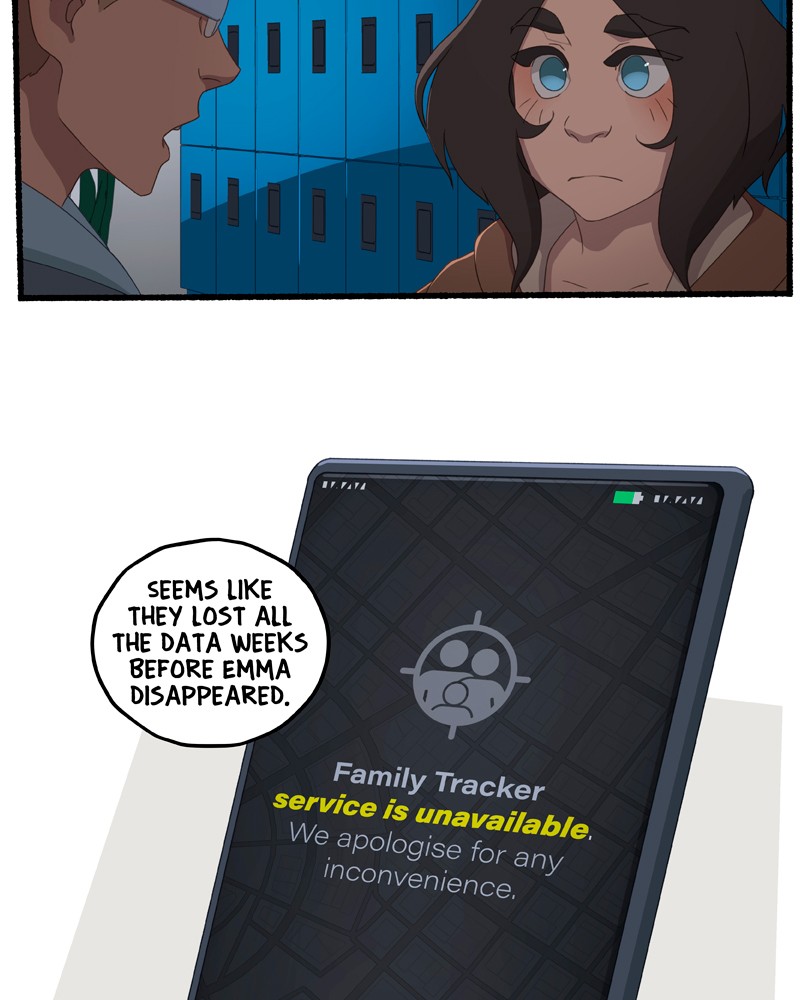 SEEMS LIKE
THEY LOST ALL
THE DATA WEEKS
BEFORE EMMA
DISAPPEARED.
Family Tracker
service is unavailable.
We apologise for any
inconvenience.